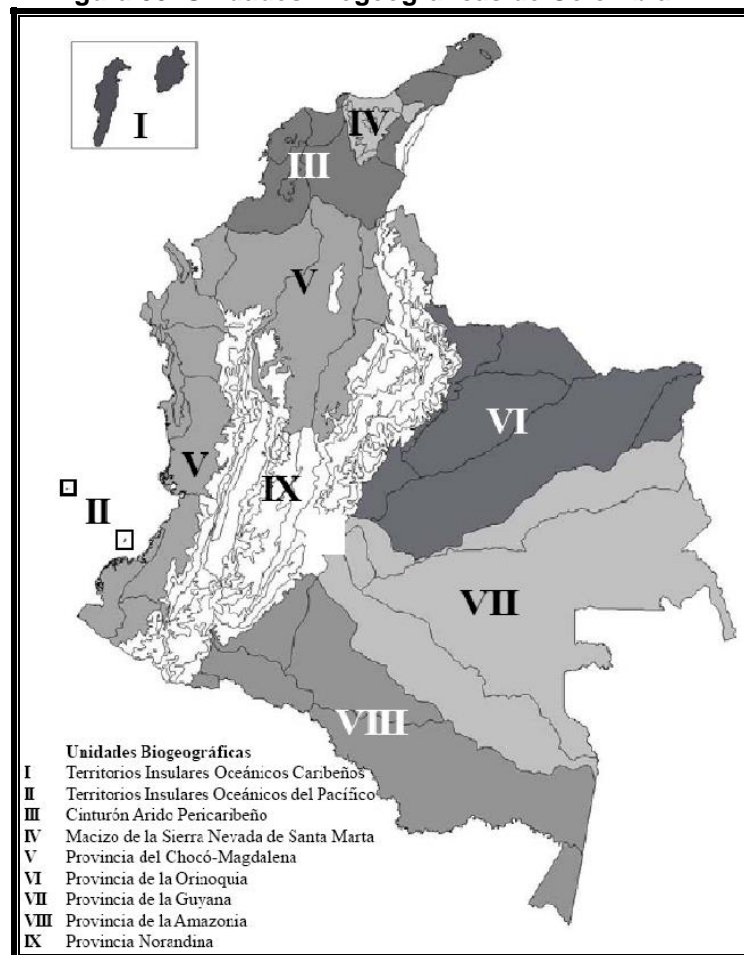 I
IV
III
V
VI
V
IX
II
VII
VIII
Unidades Biogeográficas
I Territorios Insulares Oceánicos Caribeños
II Territorios Insulares Oceánicos del Pacífico
III Cinturón Arido Pericaribeño
IV Macizo de la Sierra Nevada de Santa Marta
V Provincia del Chocó-Magdalena
VI Provincia de la Orinoquia
VII Provincia de la Guyana
VIII Provincia de la Amazonia
IX Provincia Norandina